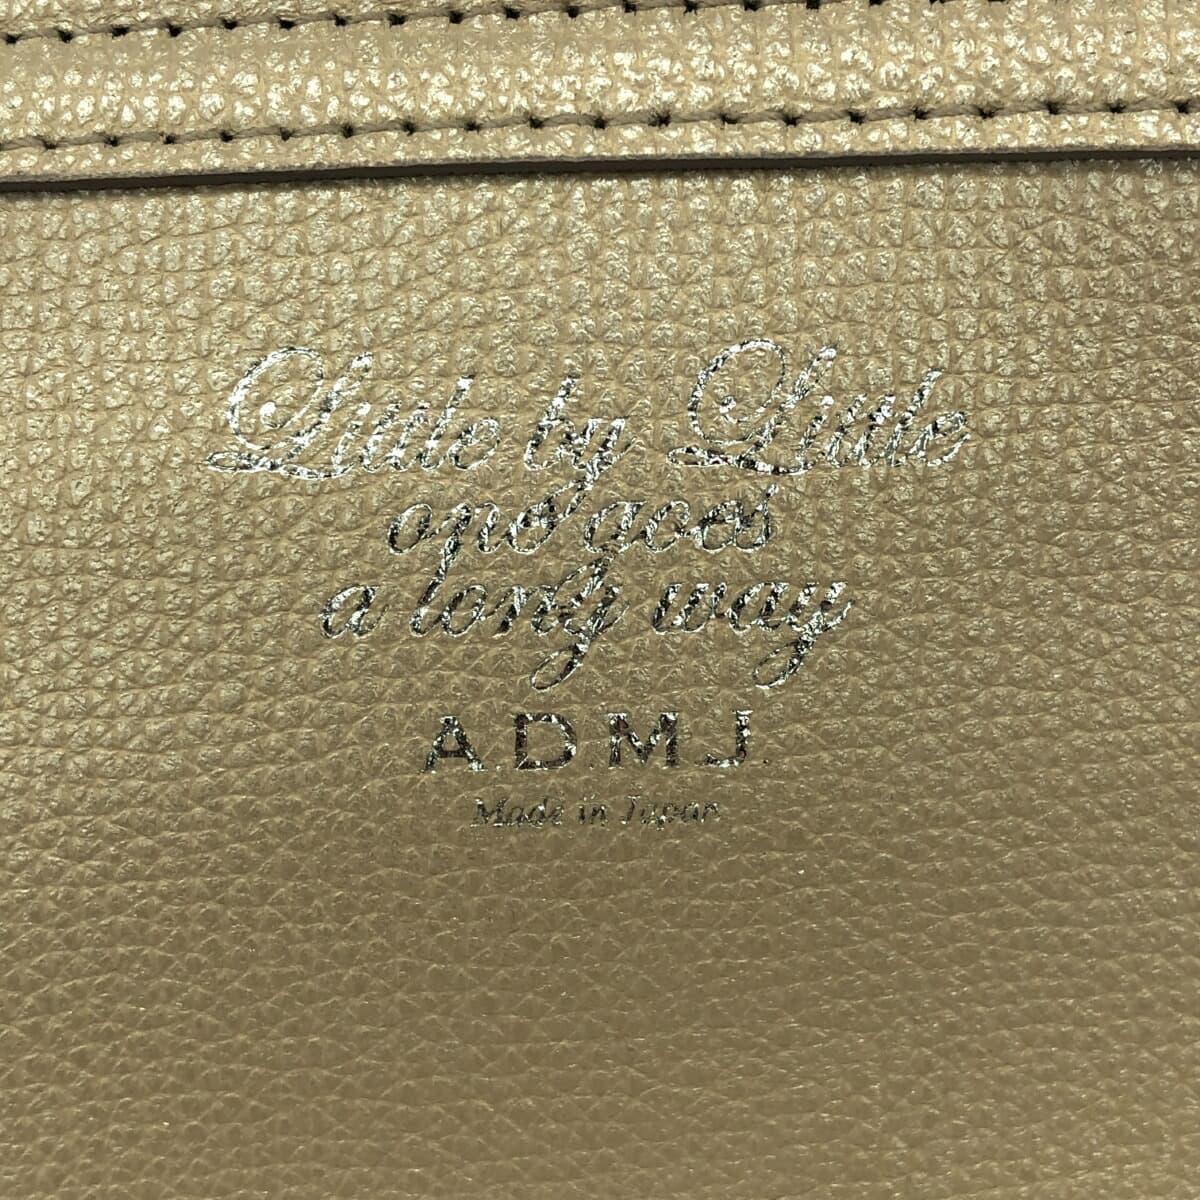 Little by Little
one goes
a long way
A.D.M.J.
Made in Japan